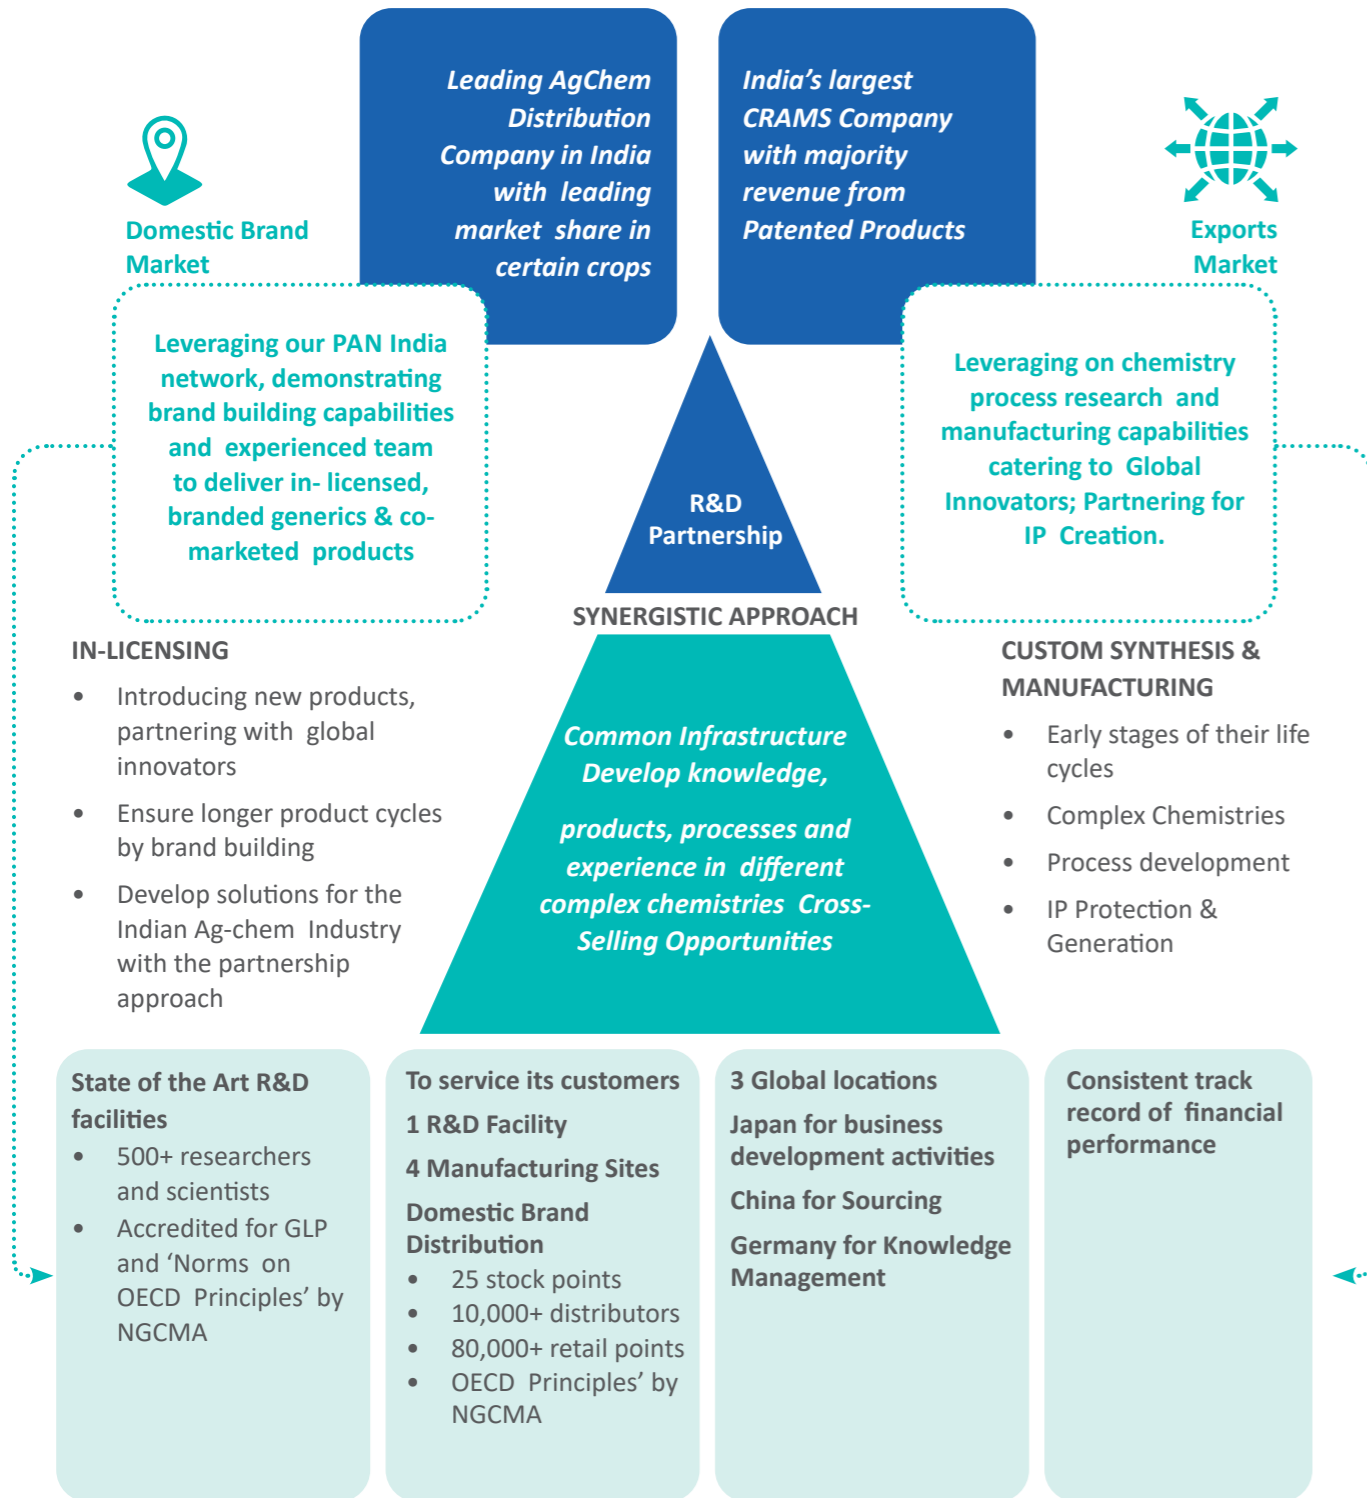 Leading AgChem
Distribution
Company in India
with leading
market share in
certain crops
India’s largest
CRAMS Company
with majority
revenue from
Patented Products
Domestic Brand
Market
Exports
Market
Leveraging our PAN India
network, demonstrating
brand building capabilities
and experienced team
to deliver in- licensed,
branded generics & co-
marketed products
Leveraging on chemistry
process research and
manufacturing capabilities
catering to Global
Innovators; Partnering for
IP Creation.
R&D
Partnership
SYNERGISTIC APPROACH
IN-LICENSING
• Introducing new products,
partnering with global
innovators
• Ensure longer product cycles
by brand building
• Develop solutions for the
Indian Ag-chem Industry
with the partnership
approach
Common Infrastructure
Develop knowledge,
products, processes and
experience in different
complex chemistries Cross-
Selling Opportunities
CUSTOM SYNTHESIS &
MANUFACTURING
• Early stages of their life
cycles
• Complex Chemistries
• Process development
• IP Protection &
Generation
State of the Art R&D
facilities
• 500+ researchers
and scientists
• Accredited for GLP
and ‘Norms on
OECD Principles’ by
NGCMA
To service its customers
1 R&D Facility
4 Manufacturing Sites
Domestic Brand
Distribution
• 25 stock points
• 10,000+ distributors
• 80,000+ retail points
• OECD Principles’ by
NGCMA
3 Global locations
Japan for business
development activities
China for Sourcing
Germany for Knowledge
Management
Consistent track
record of financial
performance